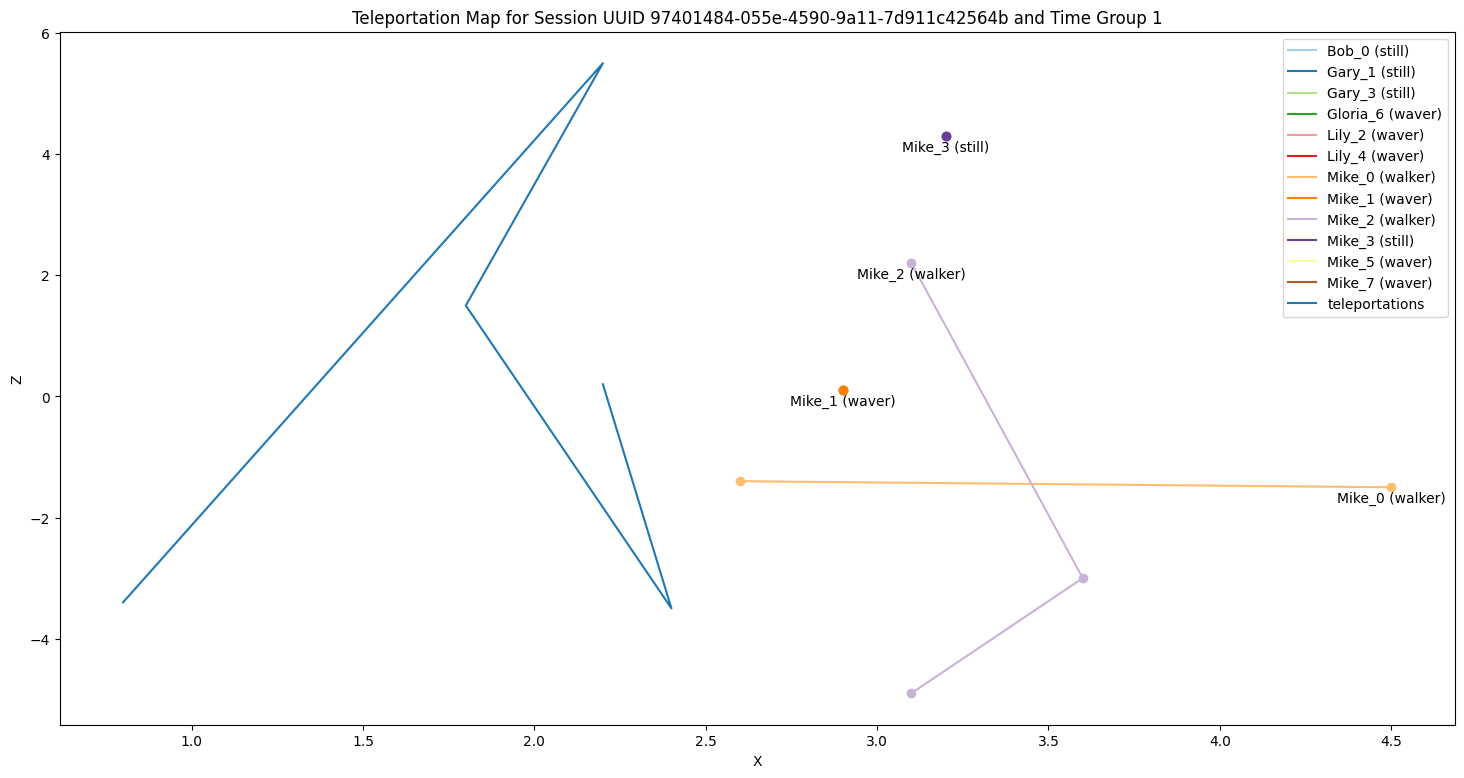 Teleportation Map for Session UUID 97401484-055e-4590-9a11-7d911c42564b and Time Group 1
Bob_0 (still)
Gary_1 (still)
Gary_3 (still)
Gloria_6 (waver)
Lily_2 (waver)
Lily_4 (waver)
Mike_0 (walker)
Mike_1 (waver)
Mike_2 (walker)
Mike_3 (still)
Mike_5 (waver)
Mike_7 (waver)
teleportations
Mike_3 (still)
Mike_2 (walker)
Mike_1 (waver)
Mike_0 (walker)
Z
6
4
2
0
−2
−4
1.0 1.5 2.0 2.5 3.0 3.5 4.0 4.5
X